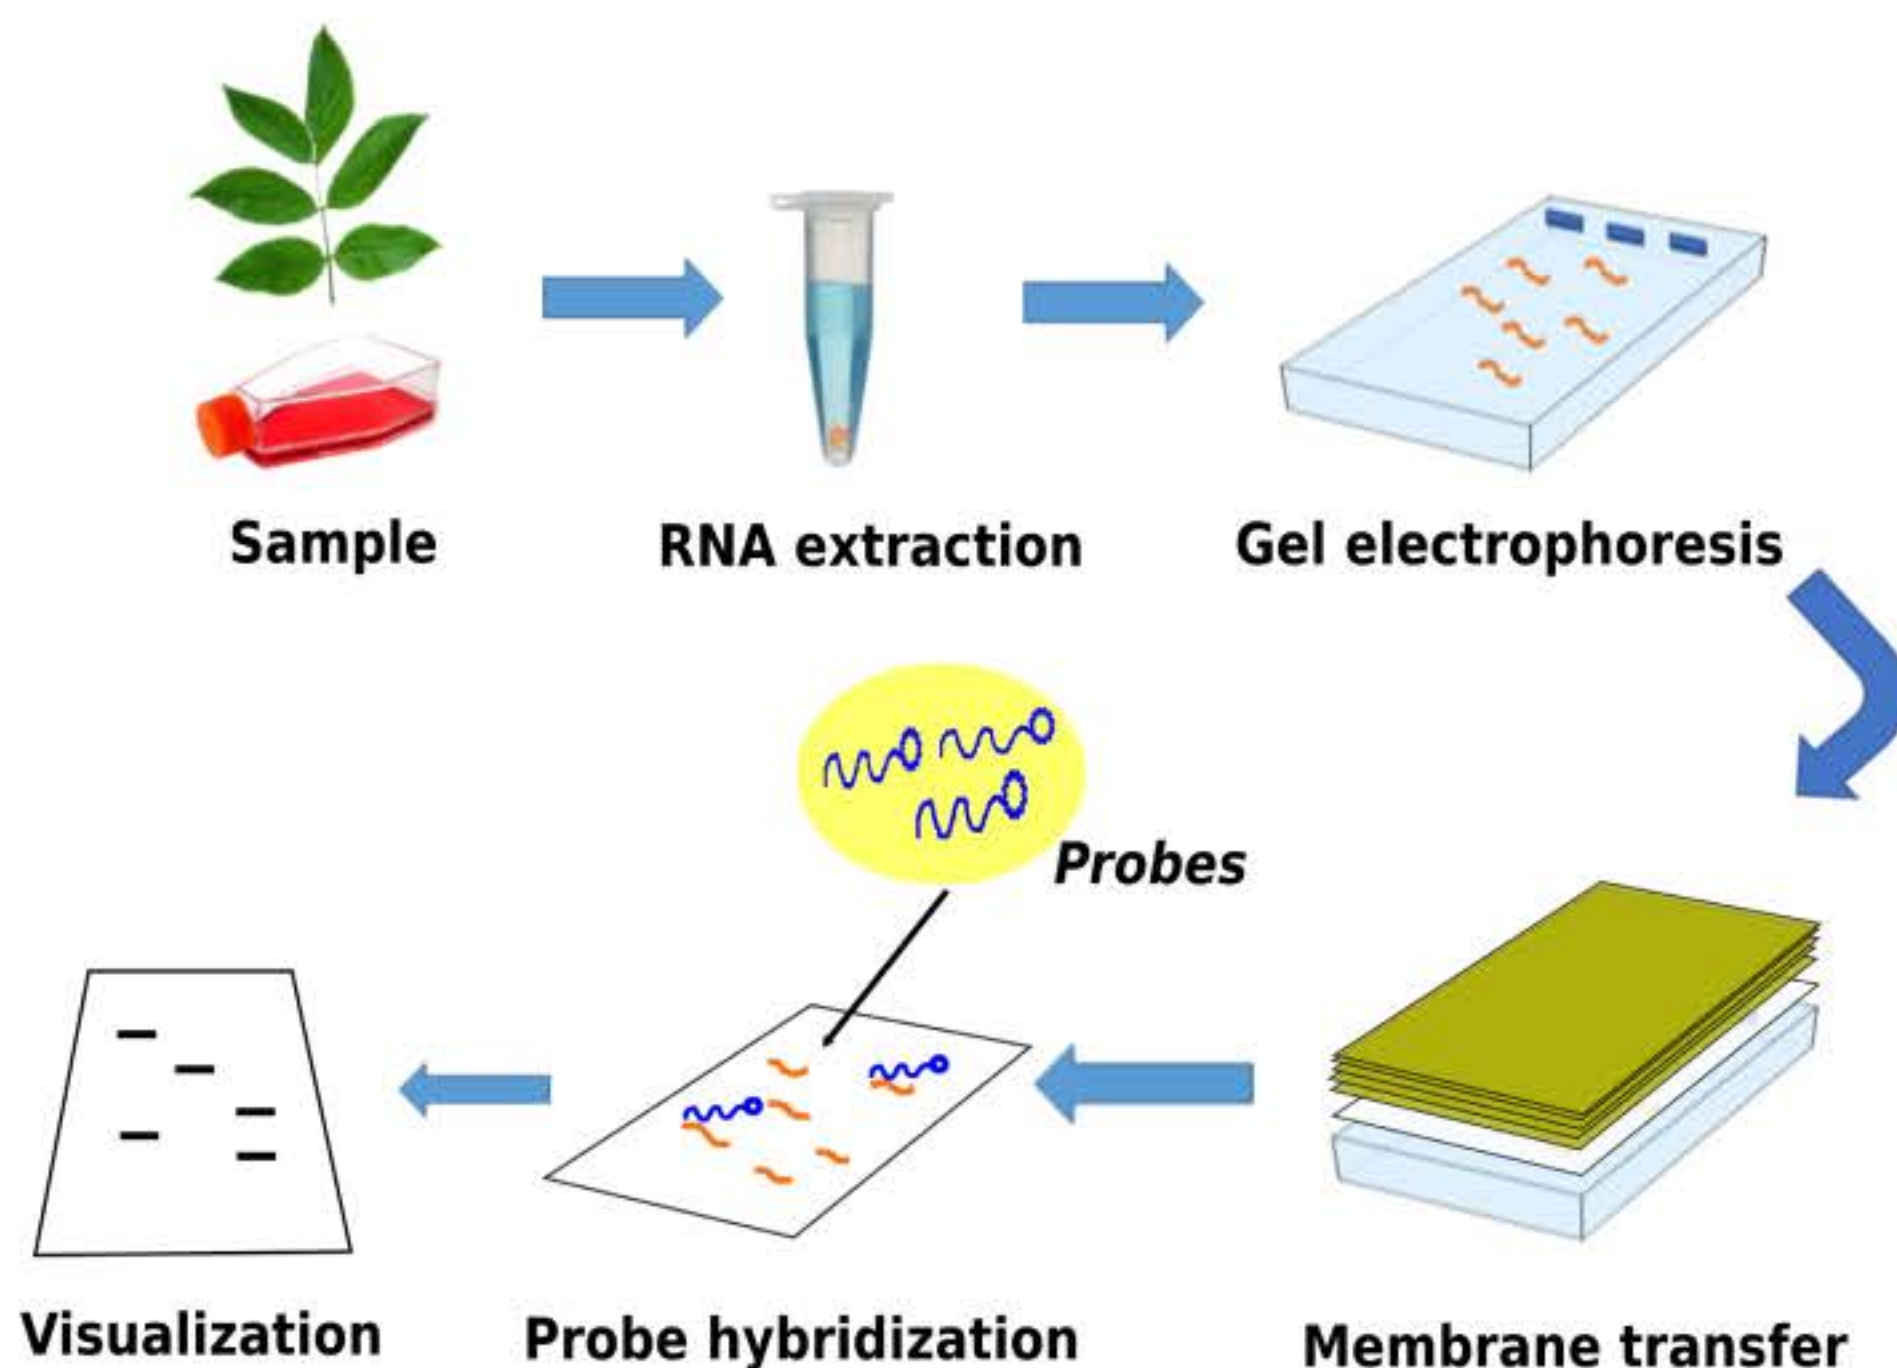 Sample
RNA extraction
Gel electrophoresis
Probes
Membrane transfer
Probe hybridization
Visualization